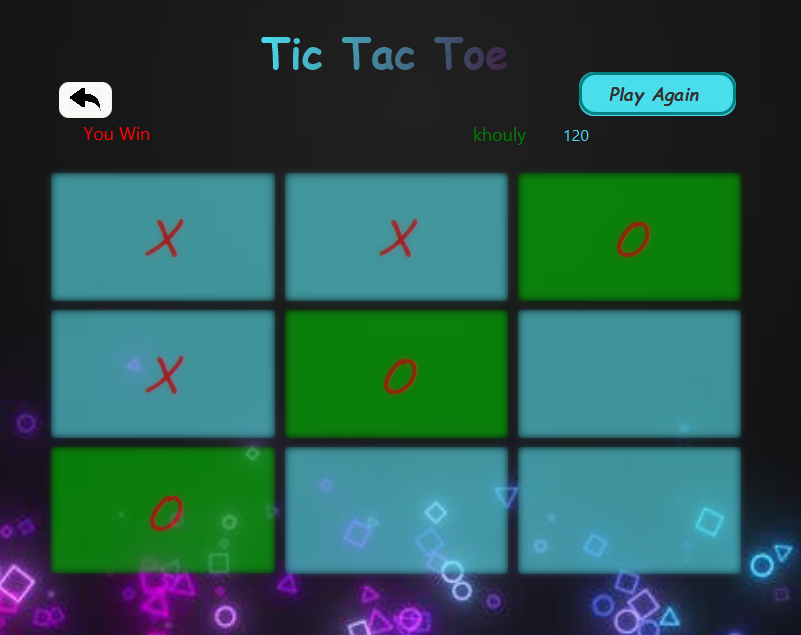 Tic Tac Toe
Play Again
You Win
khouly 120
X X O
X O
O